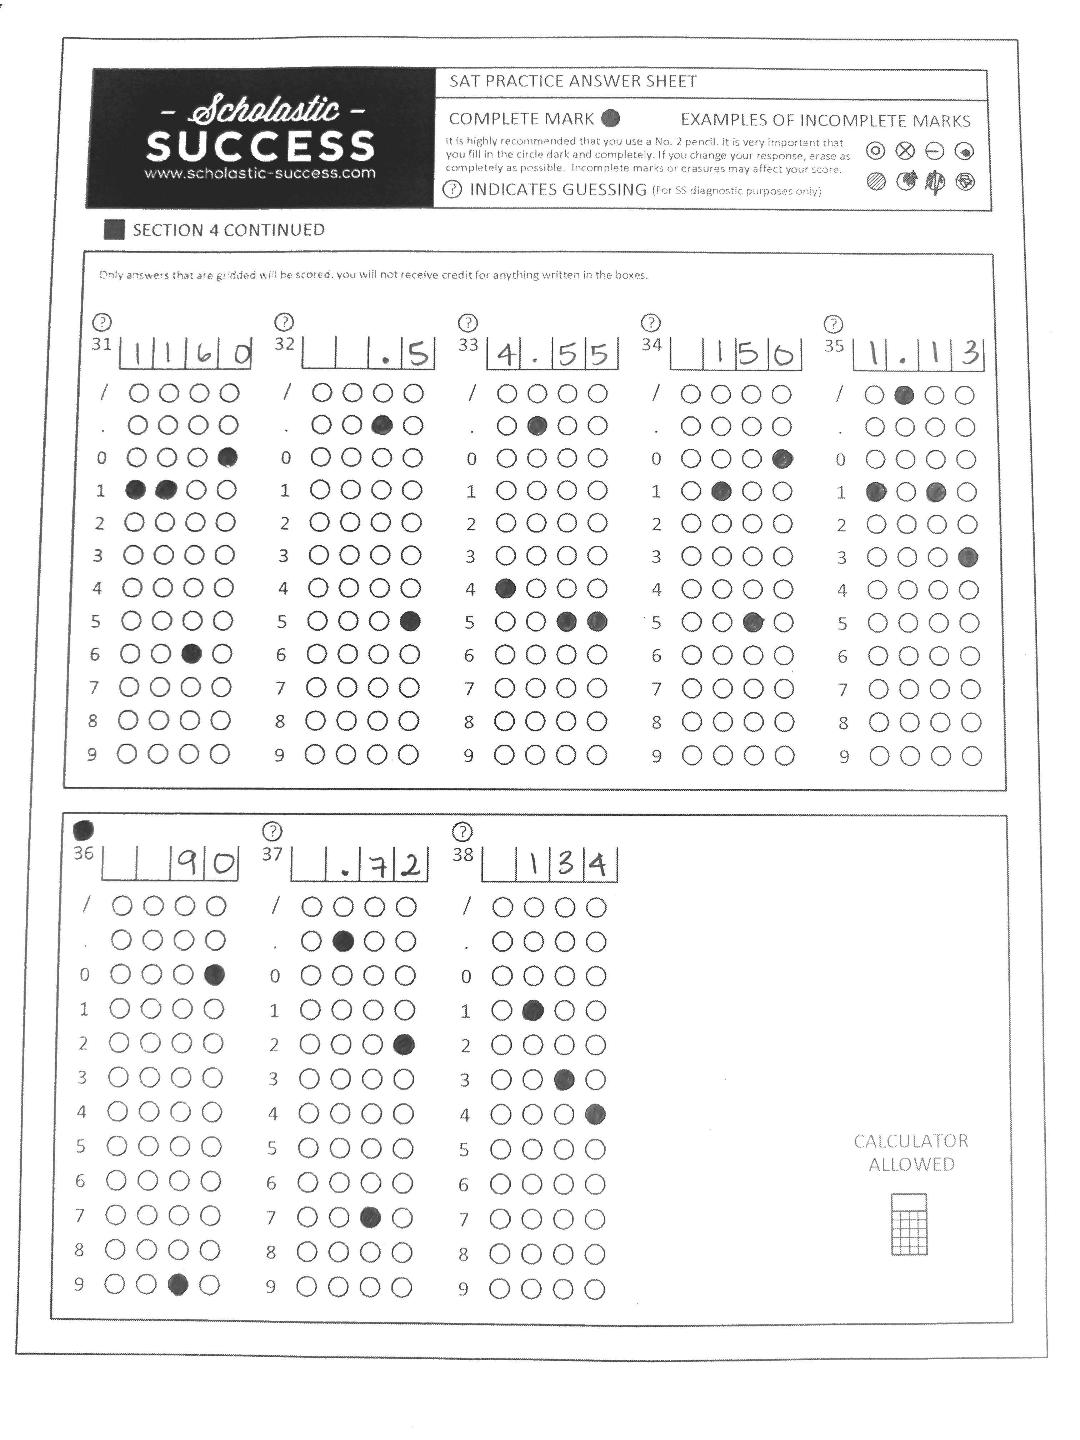 - Scholastic -
SUCCESS
www.scholastic-success.com
SAT PRACTICE ANSWER SHEET
COMPLETE MARK
EXAMPLES OF INCOMPLETE MARKS
It is highly recommended that you use a No. 2 pencil. It is very important that
you fill in the circle dark and completely. If you change your response, erase as
completely as possible. Incomplete marks or erasures may affect your score.
? INDICATES GUESSING (For SS diagnostic purposes only)
SECTION 4 CONTINUED
Only answers that are gridded will be scored. you will not receive credit for anything written in the boxes.
? ? ? ? ?
31 1160 32 .5 33 4.55 34 150 35 1.13
/ / / / /
. . . . .
0 0 0 0 0
1 1 1 1 1
2 2 2 2 2
3 3 3 3 3
4 4 4 4 4
5 5 5 5 5
6 6 6 6 6
7 7 7 7 7
8 8 8 8 8
9 9 9 9 9
? ?
36 90 37 .72 38 134
/ / /
. . .
0 0 0
1 1 1
2 2 2
3 3 3
4 4 4
5 5 5
6 6 6
7 7 7
8 8 8
9 9 9
CALCULATOR
ALLOWED